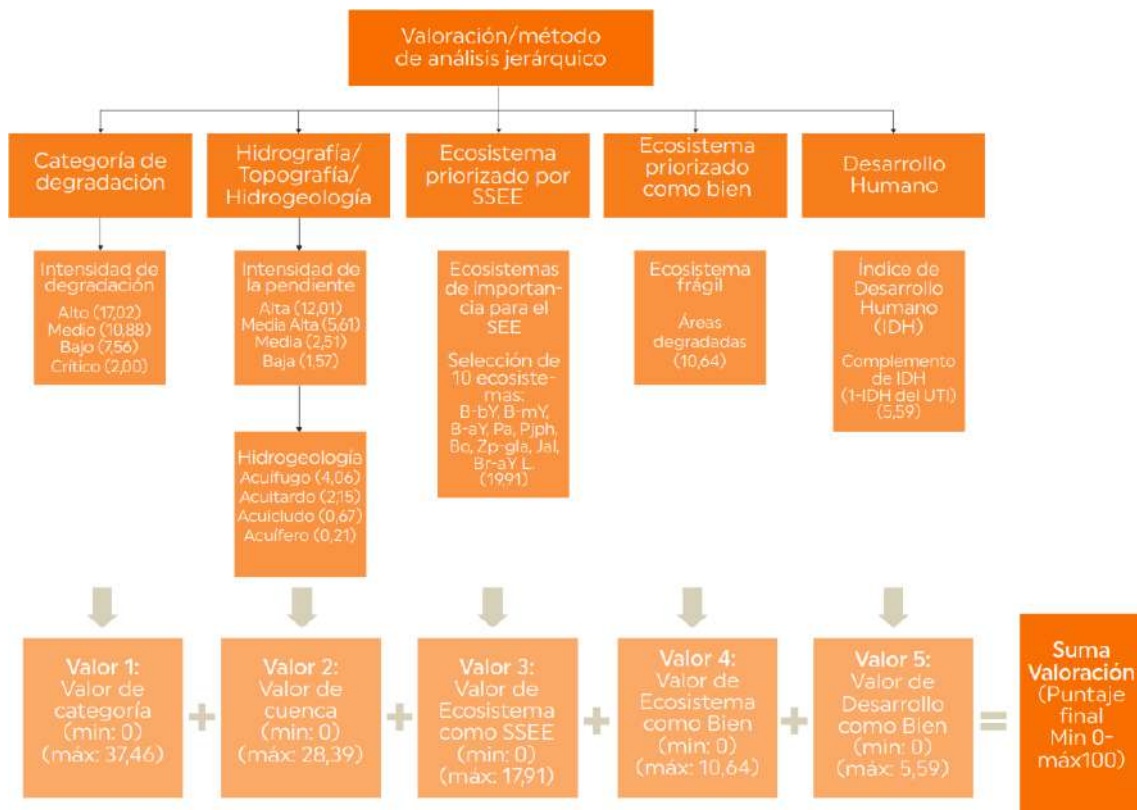 Valoración/método
de análisis jerárquico
Categoría de
degradación
Hidrografía/
Topografía/
Hidrogeología
Ecosistema
priorizado por
SSEE
Ecosistema
priorizado
como bien
Desarrollo
Humano
Intensidad de
degradación
Alto (17,02)
Medio (10,88)
Bajo (7,56)
Crítico (2,00)
Intensidad de
la pendiente
Alta (12,01)
Media Alta (5,61)
Media (2,51)
Baja (1,57)
Hidrogeología
Acuifugo (4,06)
Acuitardo (2,15)
Acuicludo (0,67)
Acuífero (0,21)
Ecosistemas
de importan-
cia para el
SEE
Selección de
10 ecosiste-
mas:
B-bY, B-mY,
B-aY, Pa, Pjph,
Bo, Zp-gla, Jal,
Br-aY L.
(19,91)
Ecosistema
frágil
Áreas
degradadas
(10,64)
Índice de
Desarrollo
Humano
(IDH)
Complemento
de IDH
(1-IDH del UTI)
(5,59)
Valor 1:
Valor de
categoría
(min: 0)
(máx: 37,46)
+
Valor 2:
Valor de
cuenca
(min: 0)
(máx: 28,39)
+
Valor 3:
Valor de
Ecosistema
como SSEE
(min: 0)
(máx: 17,91)
+
Valor 4:
Valor de
Ecosistema
como Bien
(min: 0)
(máx: 10,64)
+
Valor 5:
Valor de
Desarrollo
como Bien
(min: 0)
(máx: 5,59)
=
Suma
Valoración
(Puntaje
final
Min 0-
máx100)